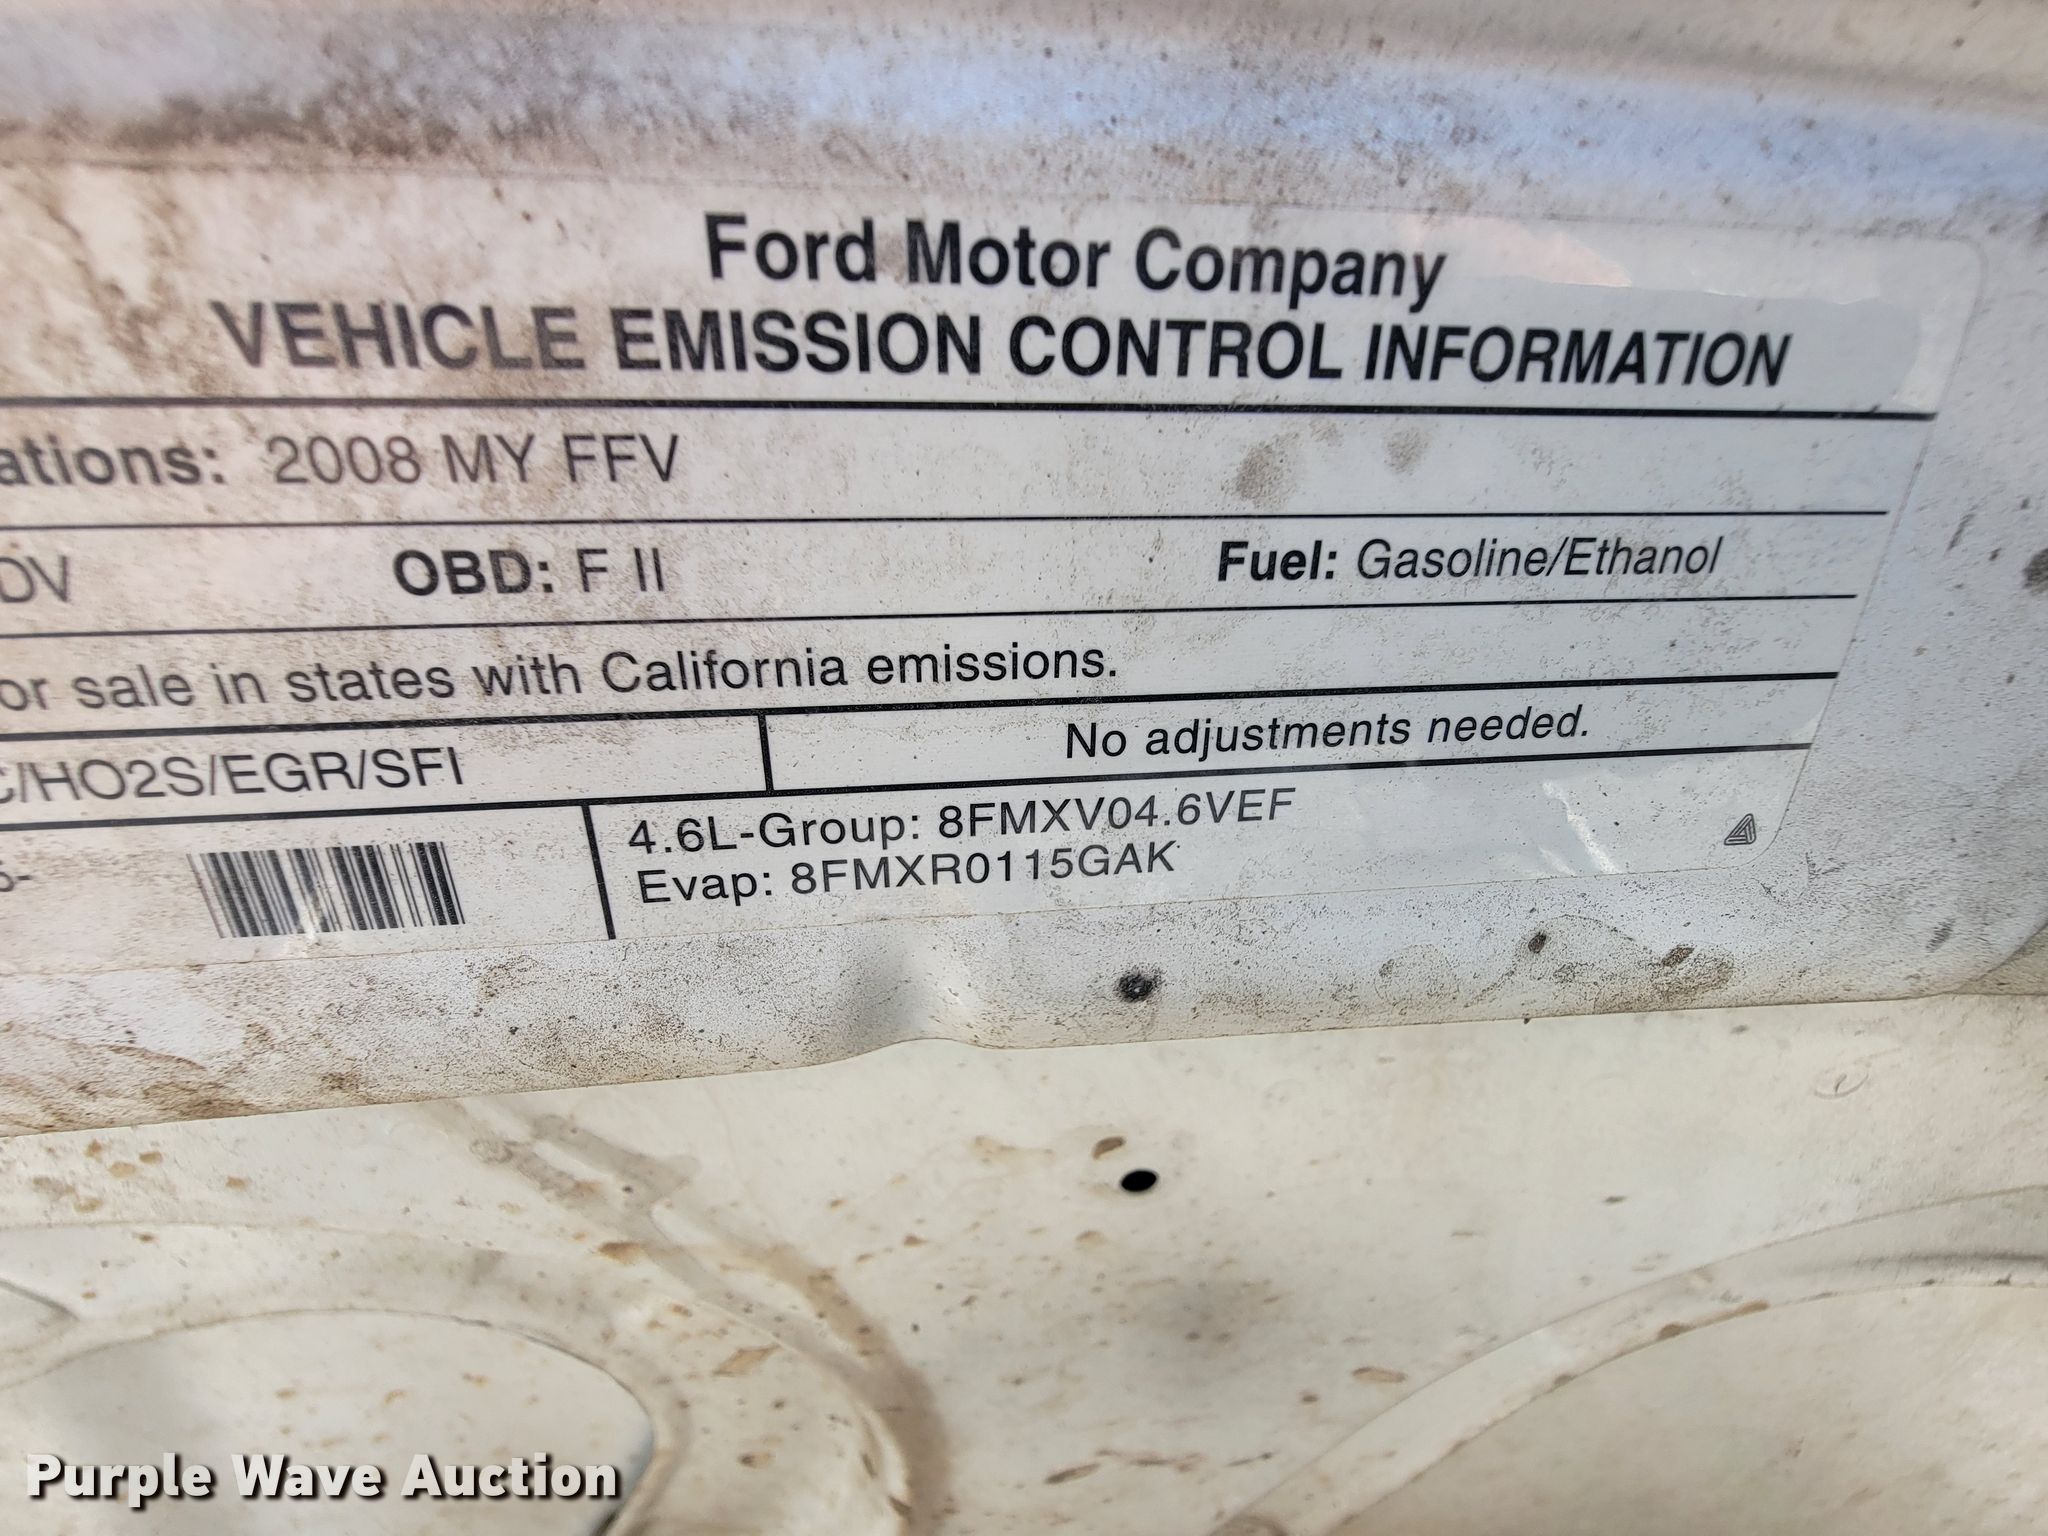 Ford Motor Company
VEHICLE EMISSION CONTROL INFORMATION
ations: 2008 MY FFV
DV OBD: F II Fuel: Gasoline/Ethanol
or sale in states with California emissions.
C/HO2S/EGR/SFI No adjustments needed.
4.6L-Group: 8FMXV04.6VEF
Evap: 8FMXR0115GAK
Purple Wave Auction